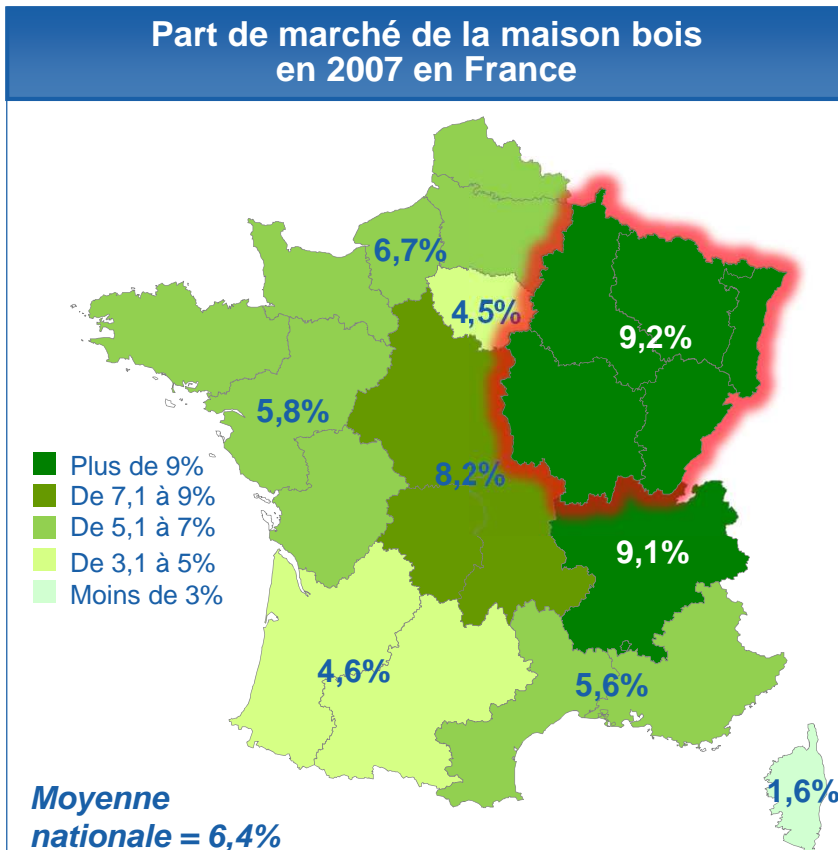 Part de marché de la maison bois
en 2007 en France
6,7%
4,5%
9,2%
5,8%
8,2%
Plus de 9%
De 7,1 à 9%
De 5,1 à 7%
De 3,1 à 5%
Moins de 3%
9,1%
4,6%
5,6%
1,6%
Moyenne
nationale = 6,4%